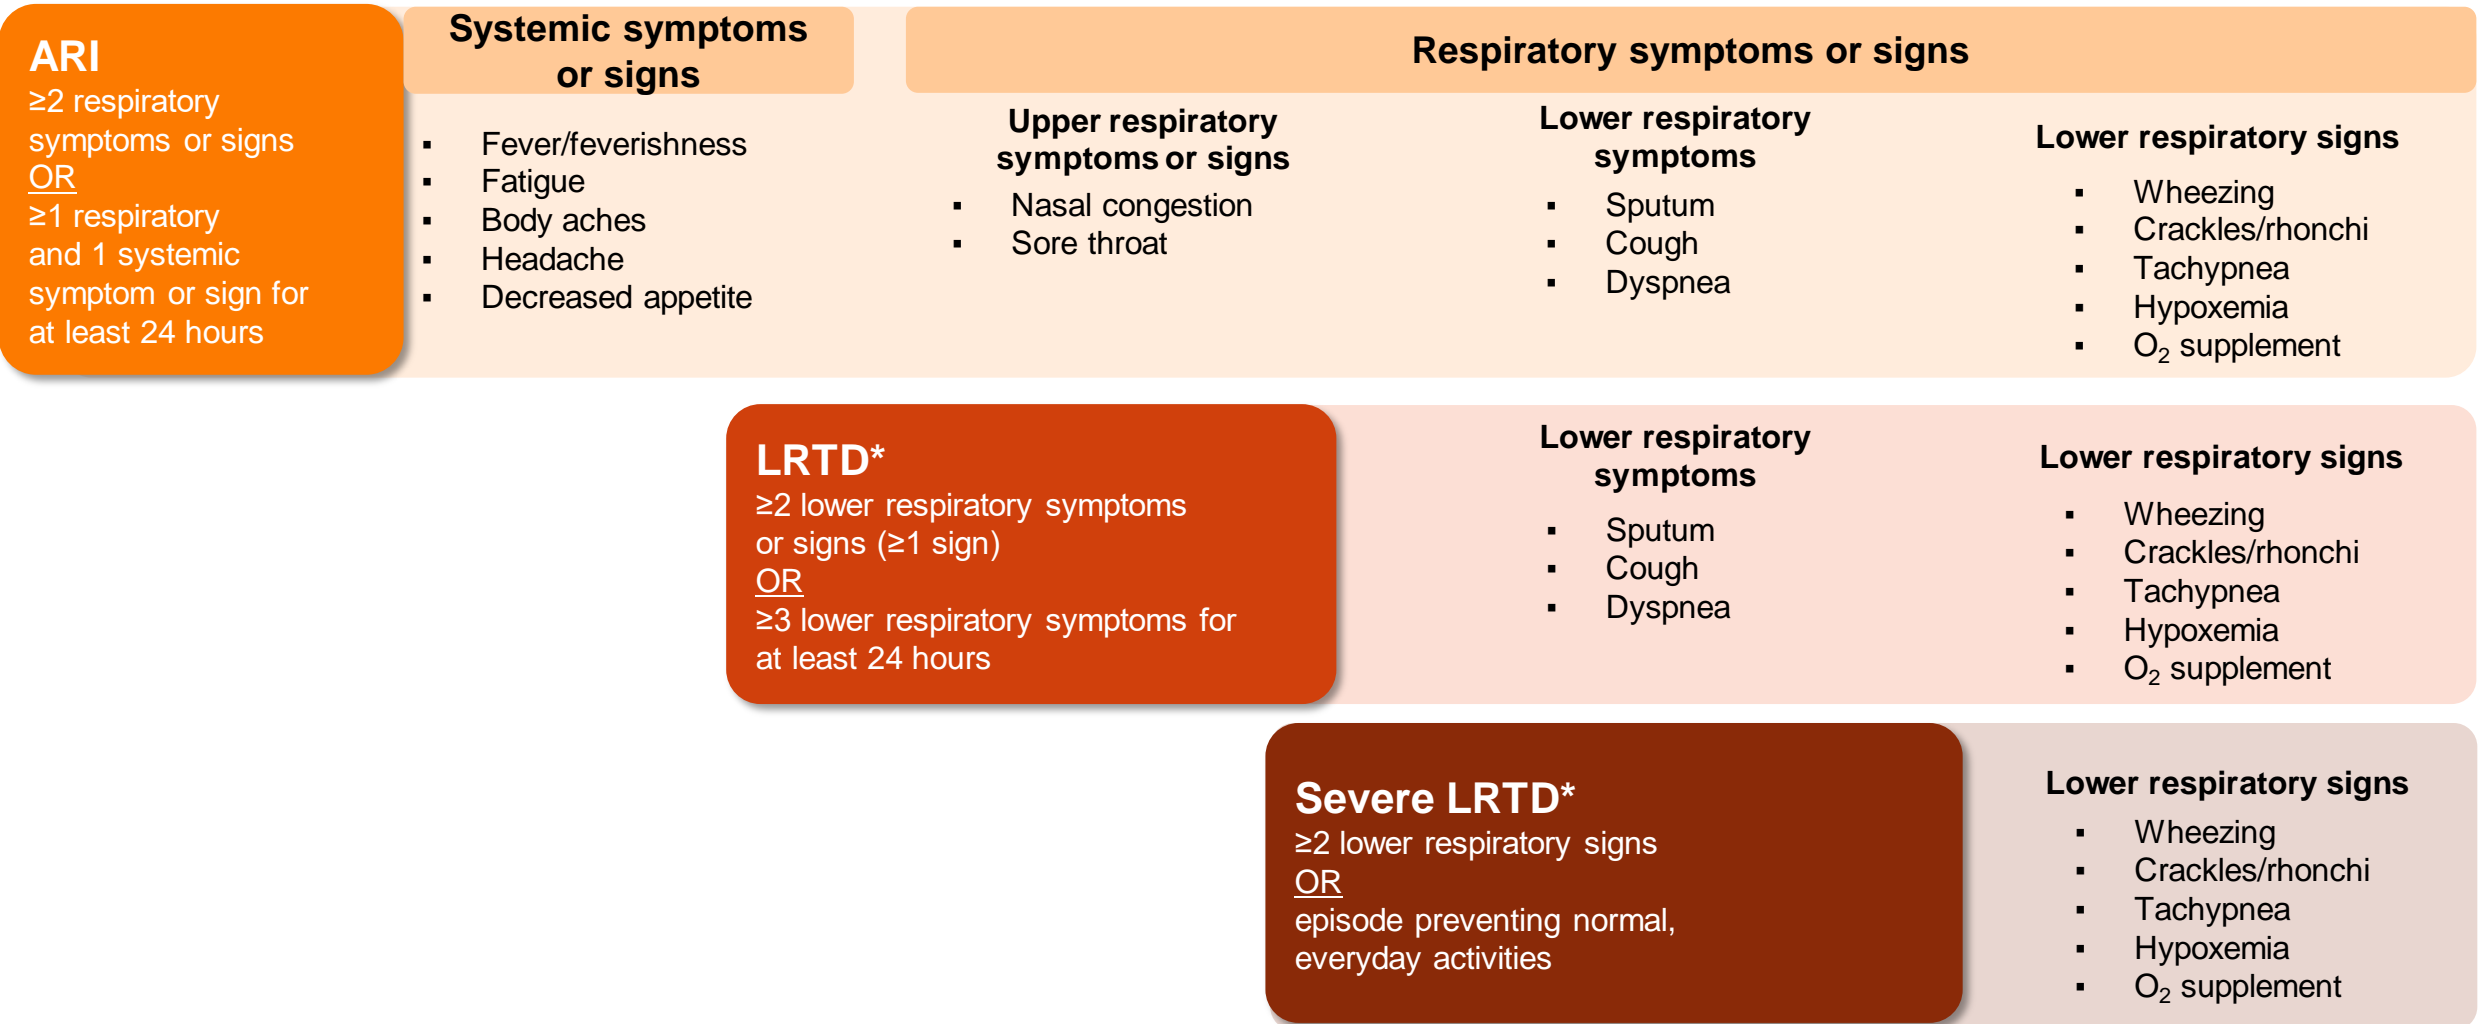 ARI
≥2 respiratory
symptoms or signs
OR
≥1 respiratory
and 1 systemic
symptom or sign for
at least 24 hours
Systemic symptoms
or signs
▪ Fever/feverishness
▪ Fatigue
▪ Body aches
▪ Headache
▪ Decreased appetite
Respiratory symptoms or signs
Upper respiratory
symptoms or signs
▪ Nasal congestion
▪ Sore throat
Lower respiratory
symptoms
▪ Sputum
▪ Cough
▪ Dyspnea
Lower respiratory signs
▪ Wheezing
▪ Crackles/rhonchi
▪ Tachypnea
▪ Hypoxemia
▪ O₂ supplement
LRTD*
≥2 lower respiratory symptoms
or signs (≥1 sign)
OR
≥3 lower respiratory symptoms for
at least 24 hours
Lower respiratory
symptoms
▪ Sputum
▪ Cough
▪ Dyspnea
Lower respiratory signs
▪ Wheezing
▪ Crackles/rhonchi
▪ Tachypnea
▪ Hypoxemia
▪ O₂ supplement
Severe LRTD*
≥2 lower respiratory signs
OR
episode preventing normal,
everyday activities
Lower respiratory signs
▪ Wheezing
▪ Crackles/rhonchi
▪ Tachypnea
▪ Hypoxemia
▪ O₂ supplement